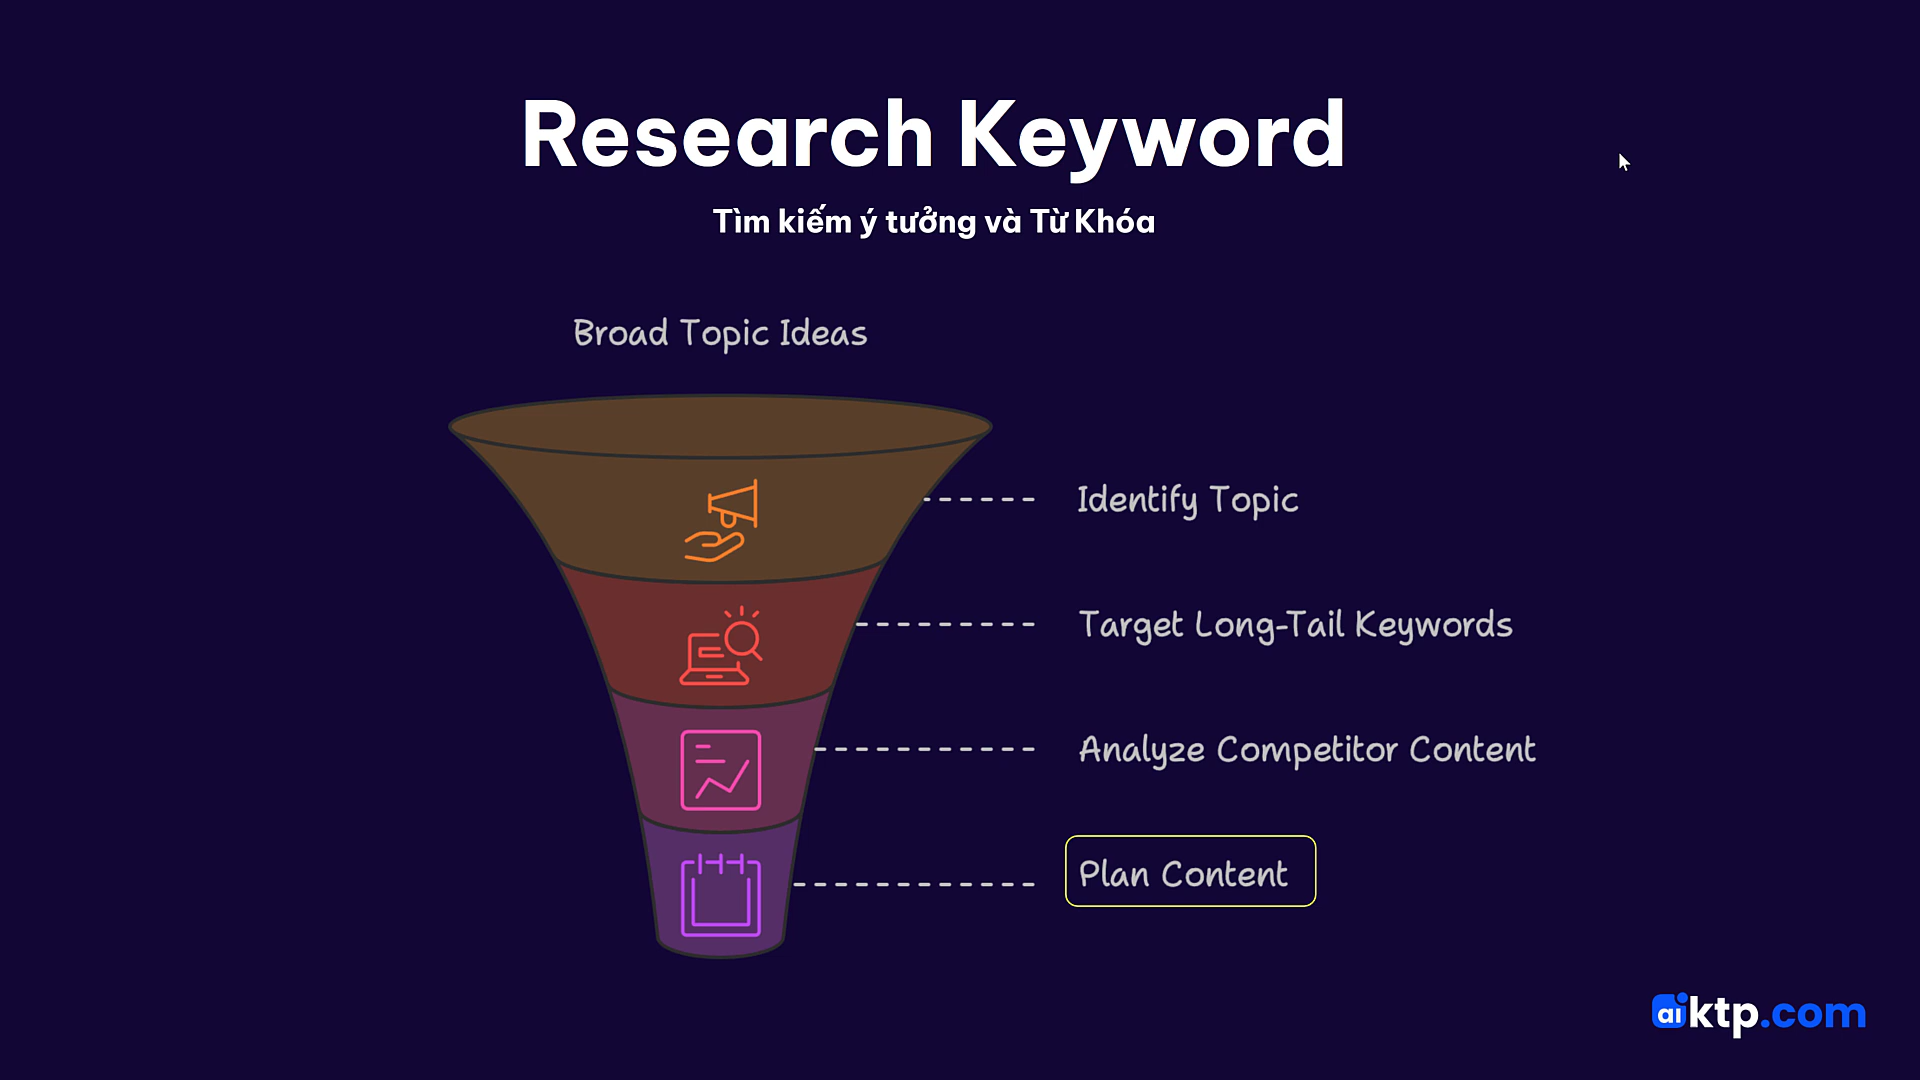 Research Keyword
Tìm kiếm ý tưởng và Từ Khóa
Broad Topic Ideas
Identify Topic
Target Long-Tail Keywords
Analyze Competitor Content
Plan Content
aiktp.com